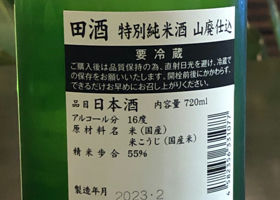 田酒 特別純米酒 山廃仕込
要冷蔵
ご購入後は品質保持の為、直射日光を避け、冷蔵で
の保存をお願いいたします。開栓前後にかかわらず、
できるだけお早めにお召し上がりください。
品目 日本酒 内容量 720ml
アルコール分 16度
原材料名 米(国産)
米こうじ(国産米)
精米歩合 55%
製造年月 2023・2
4982356331077